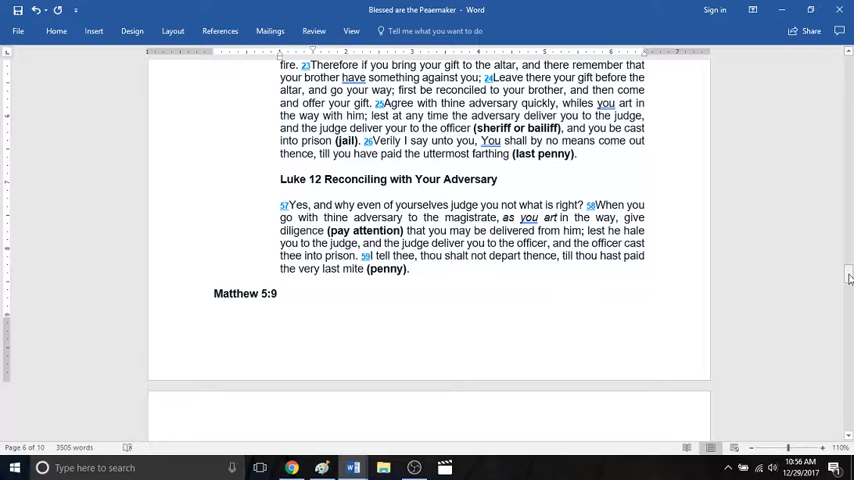 Blessed are the Peaemaker - Word
Sign in
File Home Insert Design Layout References Mailings Review View Tell me what you want to do Share
fire. 23Therefore if you bring your gift to the altar, and there remember that
your brother have something against you; 24Leave there your gift before the
altar, and go your way; first be reconciled to your brother, and then come
and offer your gift. 25Agree with thine adversary quickly, whiles you art in
the way with him; lest at any time the adversary deliver you to the judge,
and the judge deliver your to the officer (sheriff or bailiff), and you be cast
into prison (jail). 26Verily I say unto you, You shall by no means come out
thence, till you have paid the uttermost farthing (last penny).
Luke 12 Reconciling with Your Adversary
57Yes, and why even of yourselves judge you not what is right? 58When you
go with thine adversary to the magistrate, as you art in the way, give
diligence (pay attention) that you may be delivered from him; lest he hale
you to the judge, and the judge deliver you to the officer, and the officer cast
thee into prison. 59I tell thee, thou shalt not depart thence, till thou hast paid
the very last mite (penny).
Matthew 5:9
Page 6 of 10 3505 words 110%
Type here to search
10:56 AM
12/29/2017